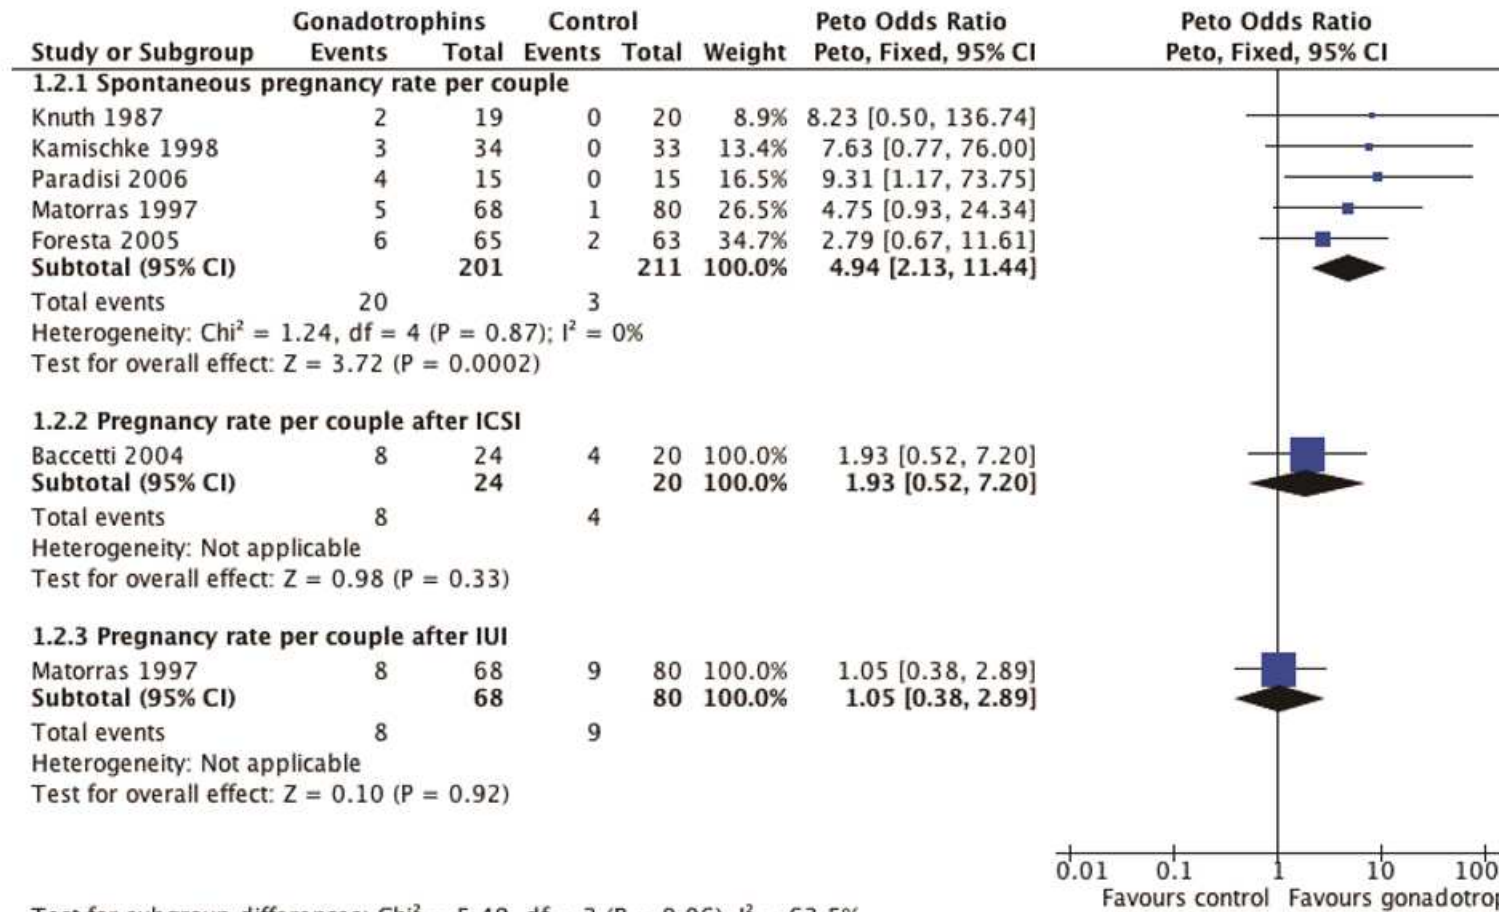 Gonadotrophins Control Peto Odds Ratio Peto Odds Ratio
Study or Subgroup Events Total Events Total Weight Peto, Fixed, 95% CI Peto, Fixed, 95% CI
1.2.1 Spontaneous pregnancy rate per couple
Knuth 1987 2 19 0 20 8.9% 8.23 [0.50, 136.74]
Kamischke 1998 3 34 0 33 13.4% 7.63 [0.77, 76.00]
Paradisi 2006 4 15 0 15 16.5% 9.31 [1.17, 73.75]
Matorras 1997 5 68 1 80 26.5% 4.75 [0.93, 24.34]
Foresta 2005 6 65 2 63 34.7% 2.79 [0.67, 11.61]
Subtotal (95% CI) 201 211 100.0% 4.94 [2.13, 11.44]
Total events 20 3
Heterogeneity: Chi² = 1.24, df = 4 (P = 0.87); I² = 0%
Test for overall effect: Z = 3.72 (P = 0.0002)
1.2.2 Pregnancy rate per couple after ICSI
Baccetti 2004 8 24 4 20 100.0% 1.93 [0.52, 7.20]
Subtotal (95% CI) 24 20 100.0% 1.93 [0.52, 7.20]
Total events 8 4
Heterogeneity: Not applicable
Test for overall effect: Z = 0.98 (P = 0.33)
1.2.3 Pregnancy rate per couple after IUI
Matorras 1997 8 68 9 80 100.0% 1.05 [0.38, 2.89]
Subtotal (95% CI) 68 80 100.0% 1.05 [0.38, 2.89]
Total events 8 9
Heterogeneity: Not applicable
Test for overall effect: Z = 0.10 (P = 0.92)
0.01 0.1 1 10 100
Favours control Favours gonadotrop